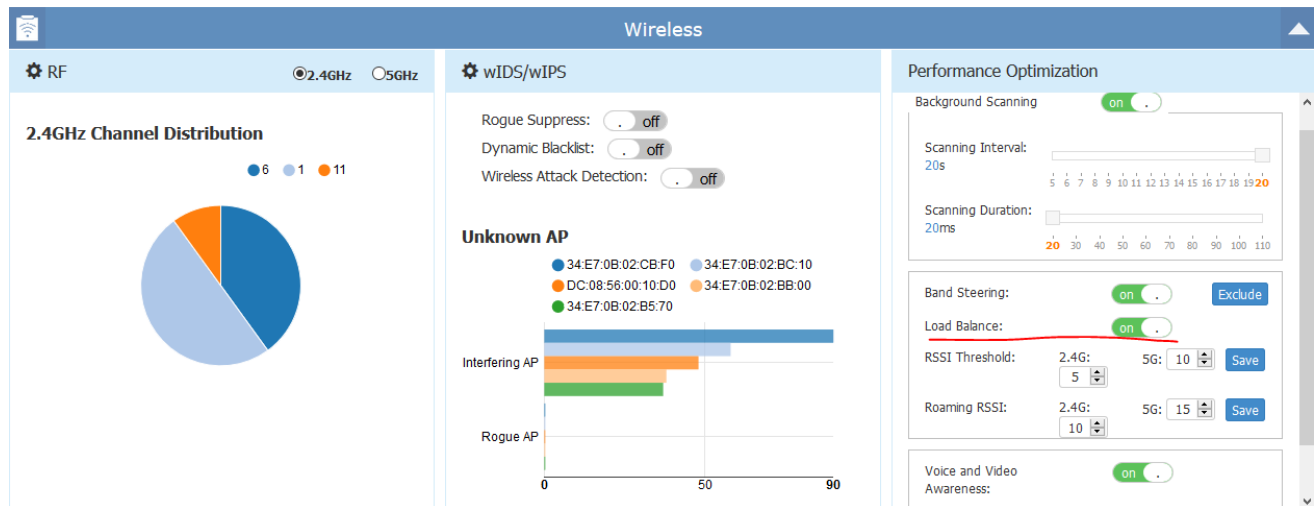 Wireless
RF
2.4GHz 5GHz
2.4GHz Channel Distribution
6 1 11
wIDS/wIPS
Rogue Suppress: . off
Dynamic Blacklist: . off
Wireless Attack Detection: . off
Unknown AP
34:E7:0B:02:CB:F0 34:E7:0B:02:BC:10
DC:08:56:00:10:D0 34:E7:0B:02:BB:00
34:E7:0B:02:B5:70
Interfering AP
Rogue AP
0 50 90
Performance Optimization
Background Scanning on .
Scanning Interval:
20s
5 6 7 8 9 10 11 12 13 14 15 16 17 18 19 20
Scanning Duration:
20ms
20 30 40 50 60 70 80 90 100 110
Band Steering: on . Exclude
Load Balance: on .
RSSI Threshold: 2.4G: 5G: 10 Save
5
Roaming RSSI: 2.4G: 5G: 15 Save
10
Voice and Video on .
Awareness: